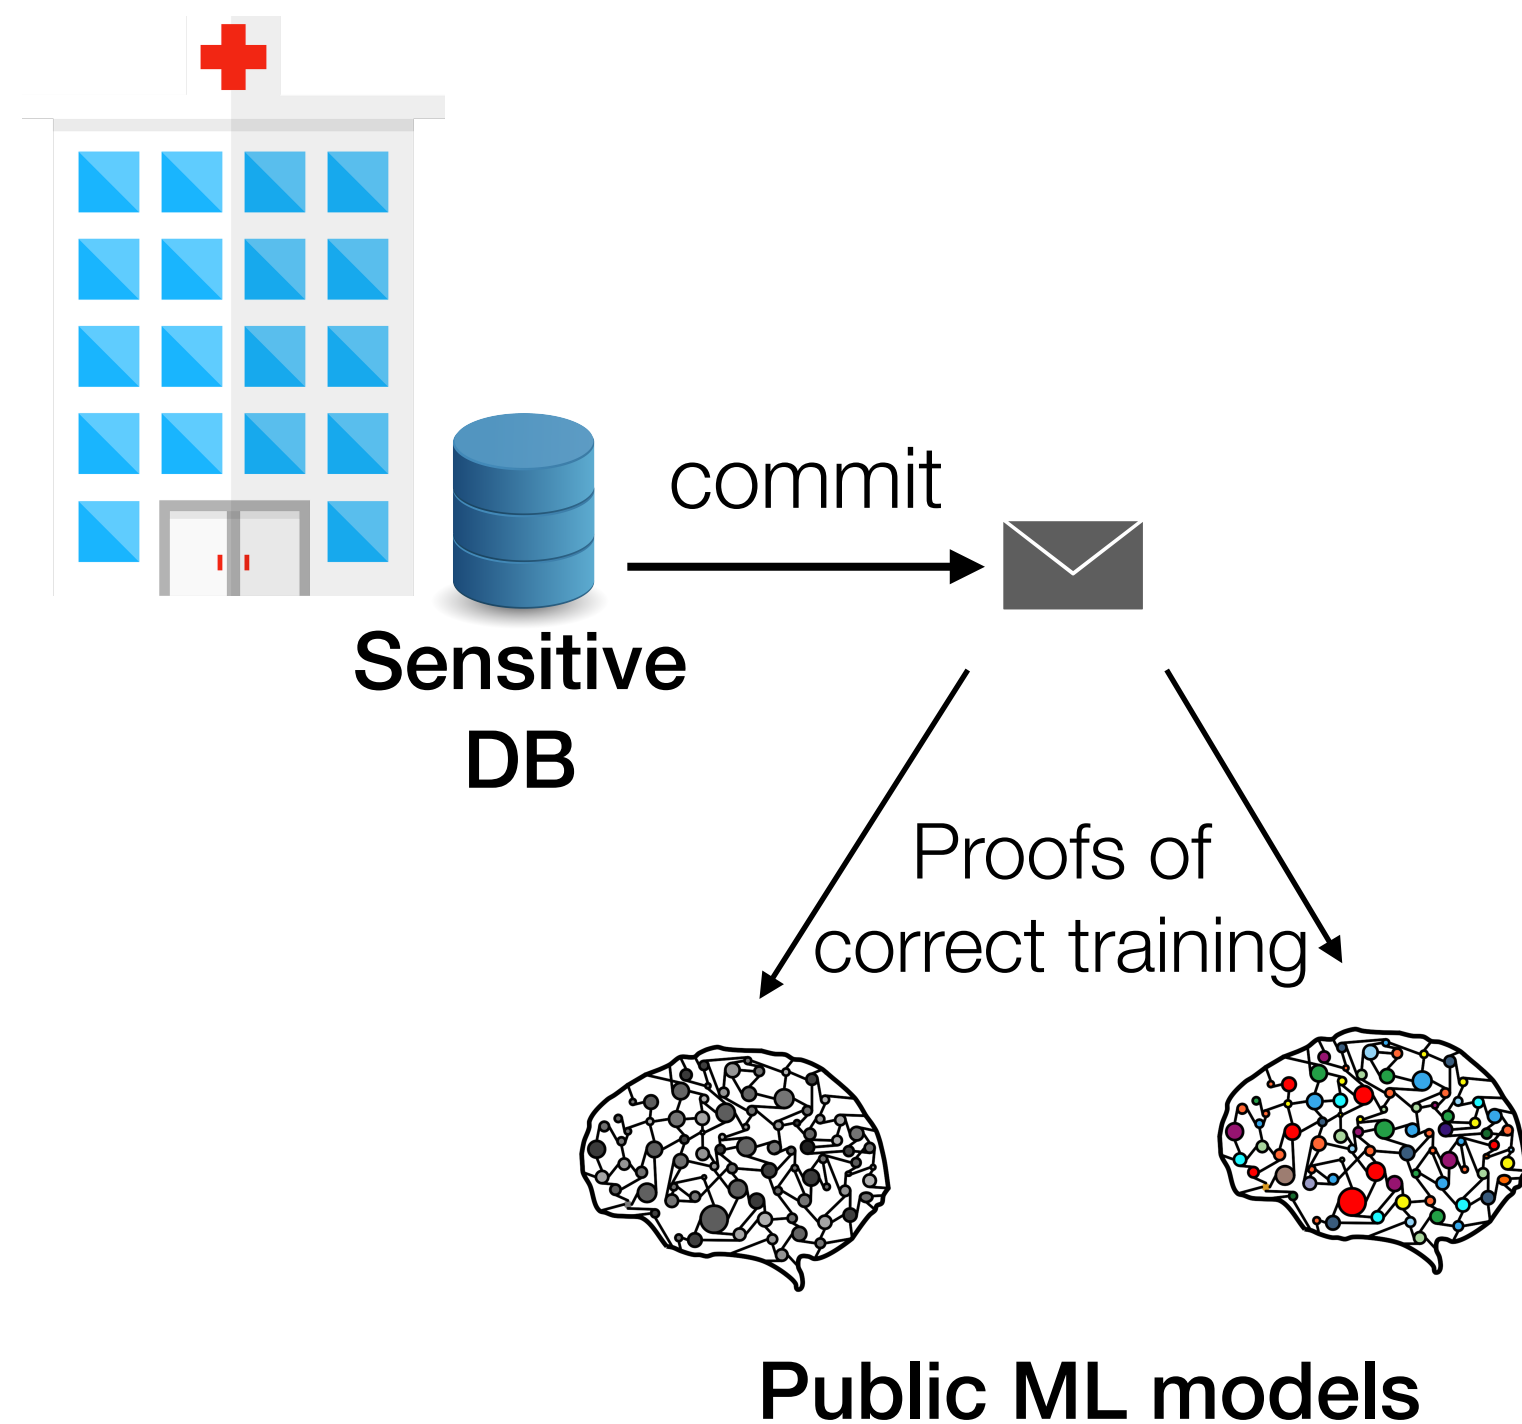 commit
Sensitive
DB
Proofs of
correct training
Public ML models